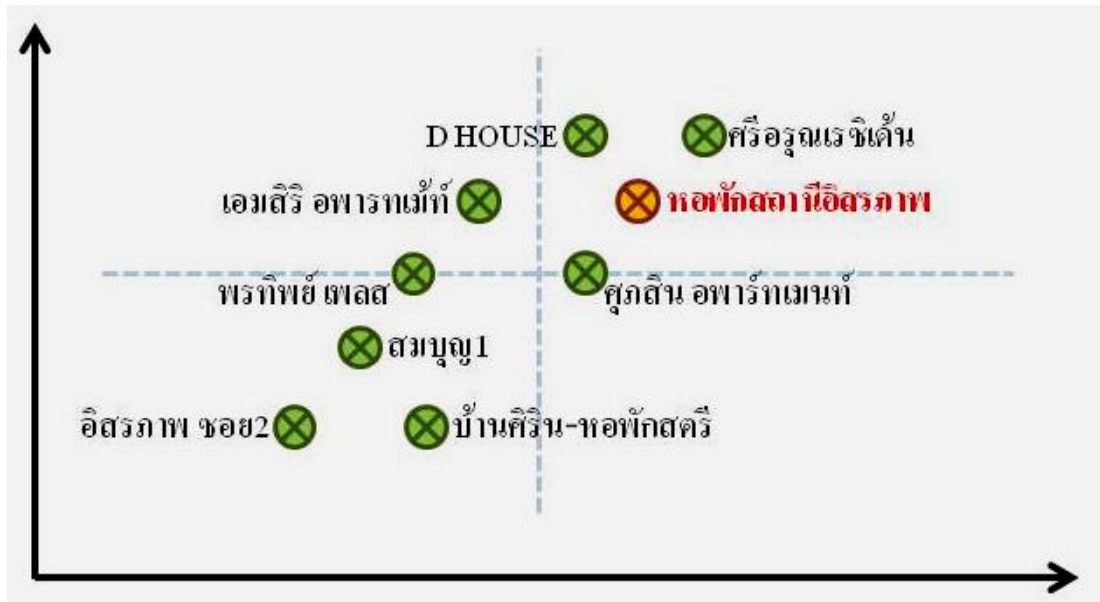 D HOUSE
ศรีอรุณเรซิเด้น
เอมสิริ อพารทเม้ท์
หอพักสถานีอิสรภาพ
พรทิพย์ เพลส
ศุภสิน อพาร์ทเมนท์
สมบุญ1
อิสรภาพ ซอย2
บ้านศิริน-หอพักสตรี